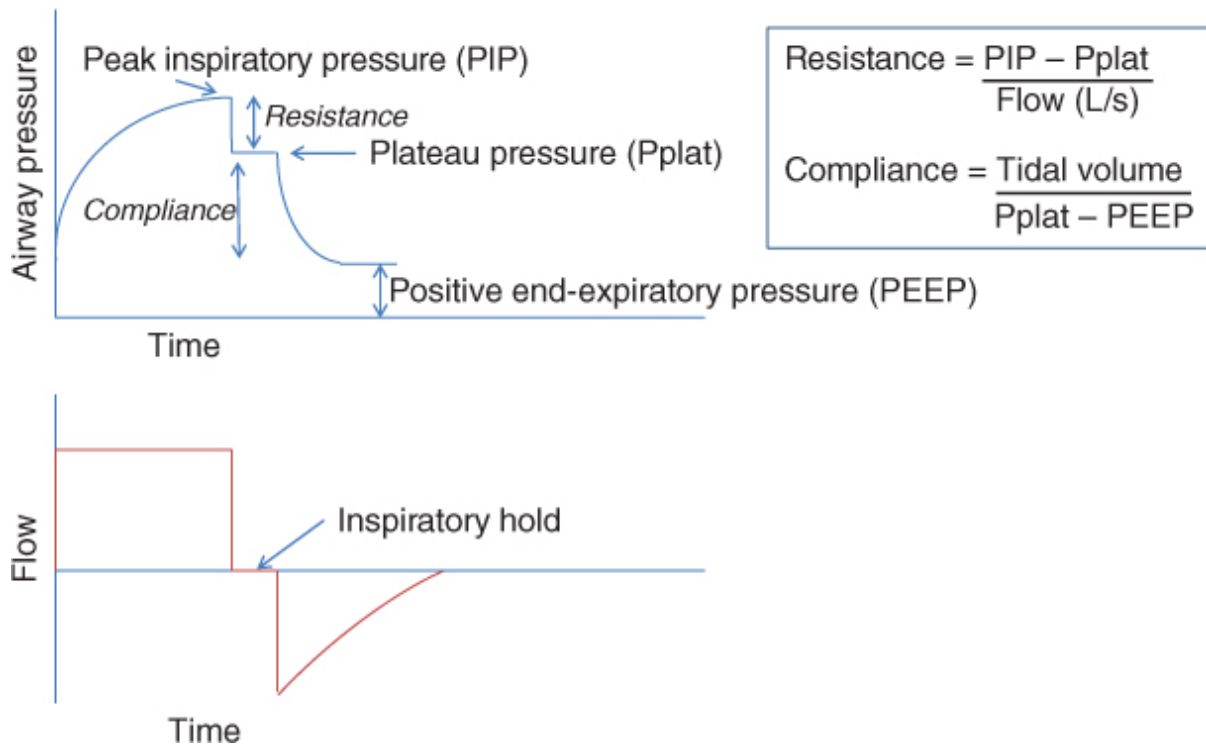 Airway pressure
Peak inspiratory pressure (PIP)
Resistance
Plateau pressure (Pplat)
Compliance
Positive end-expiratory pressure (PEEP)
Time
Resistance = PIP – Pplat
Flow (L/s)
Compliance = Tidal volume
Pplat – PEEP
Flow
Inspiratory hold
Time